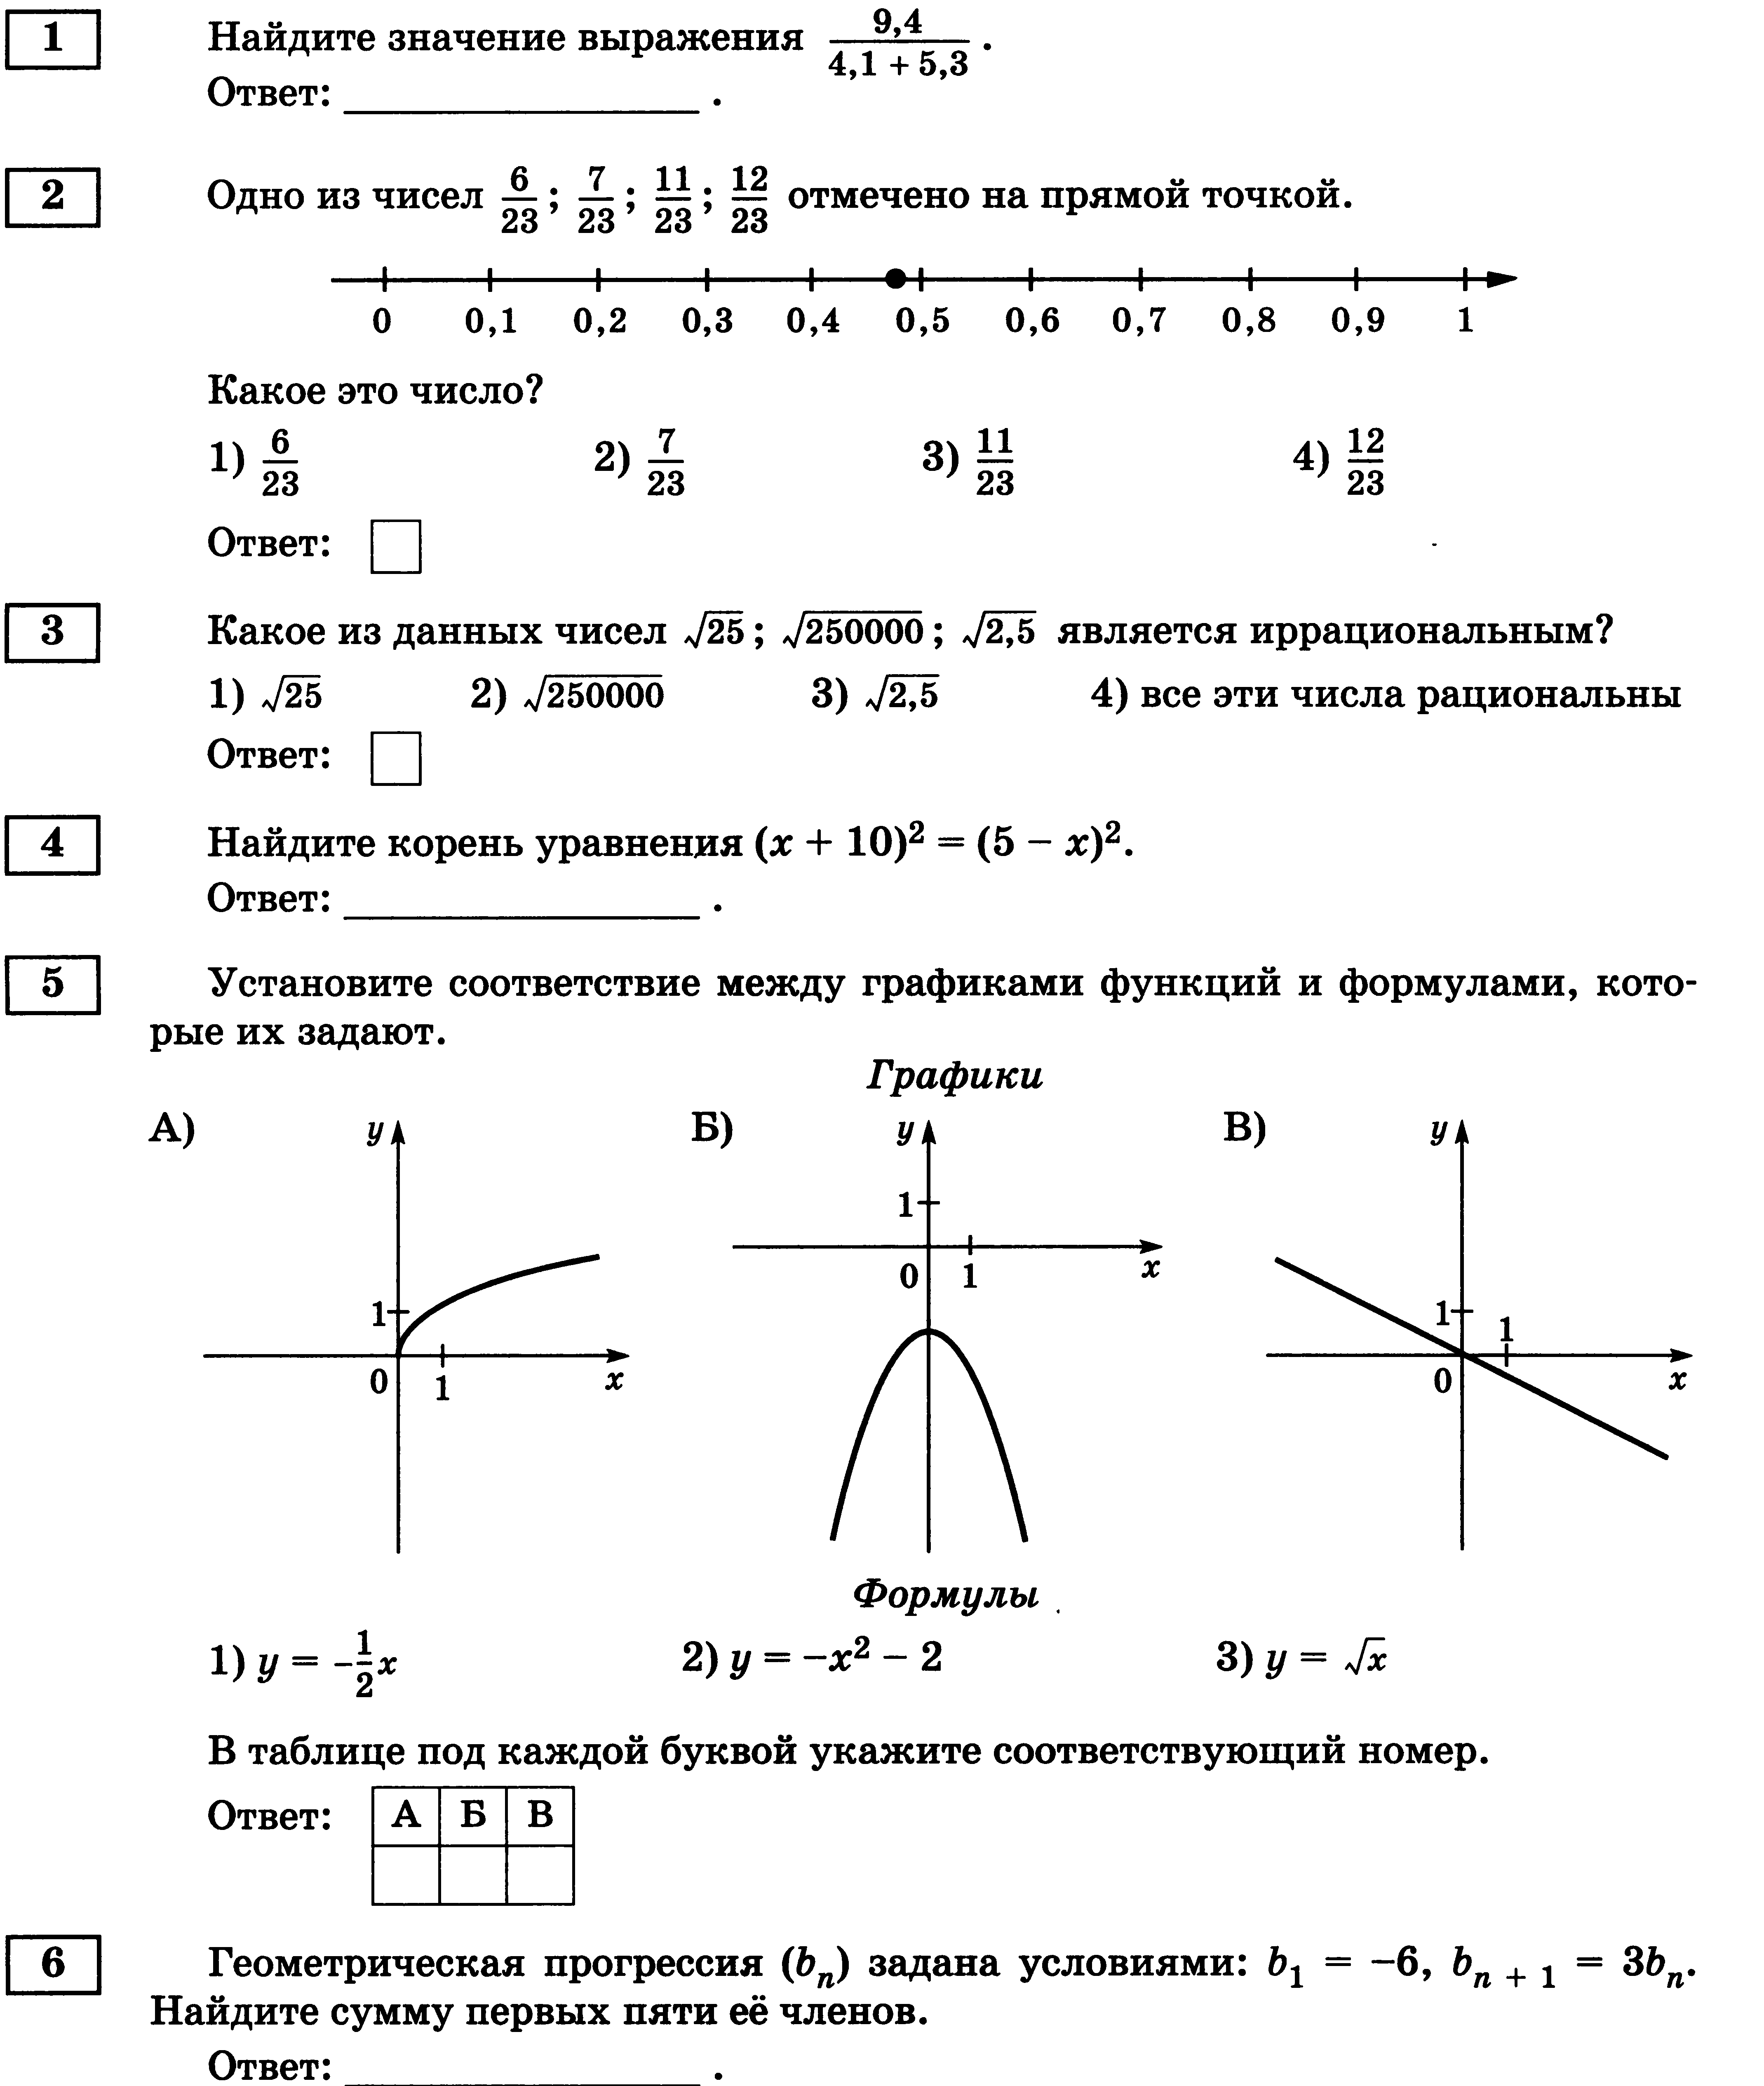 1 Найдите значение выражения 9,4 / (4,1 + 5,3) .
Ответ: ________________ .
2 Одно из чисел 6/23 ; 7/23 ; 11/23 ; 12/23 отмечено на прямой точкой.
0 0,1 0,2 0,3 0,4 0,5 0,6 0,7 0,8 0,9 1
Какое это число?
1) 6/23 2) 7/23 3) 11/23 4) 12/23
Ответ:
3 Какое из данных чисел √25 ; √250000 ; √2,5 является иррациональным?
1) √25 2) √250000 3) √2,5 4) все эти числа рациональны
Ответ:
4 Найдите корень уравнения (x + 10)² = (5 − x)².
Ответ: ________________ .
5 Установите соответствие между графиками функций и формулами, кото-
рые их задают.
Графики
А) Б) В)
y y y
1
1
1 1
0 1 x
0 1 x
0 x
Формулы
1) y = −1/2 x 2) y = −x² − 2 3) y = √x
В таблице под каждой буквой укажите соответствующий номер.
Ответ: А Б В
6 Геометрическая прогрессия (bₙ) задана условиями: b₁ = −6, bₙ ₊ ₁ = 3bₙ.
Найдите сумму первых пяти её членов.
Ответ: ________________ .